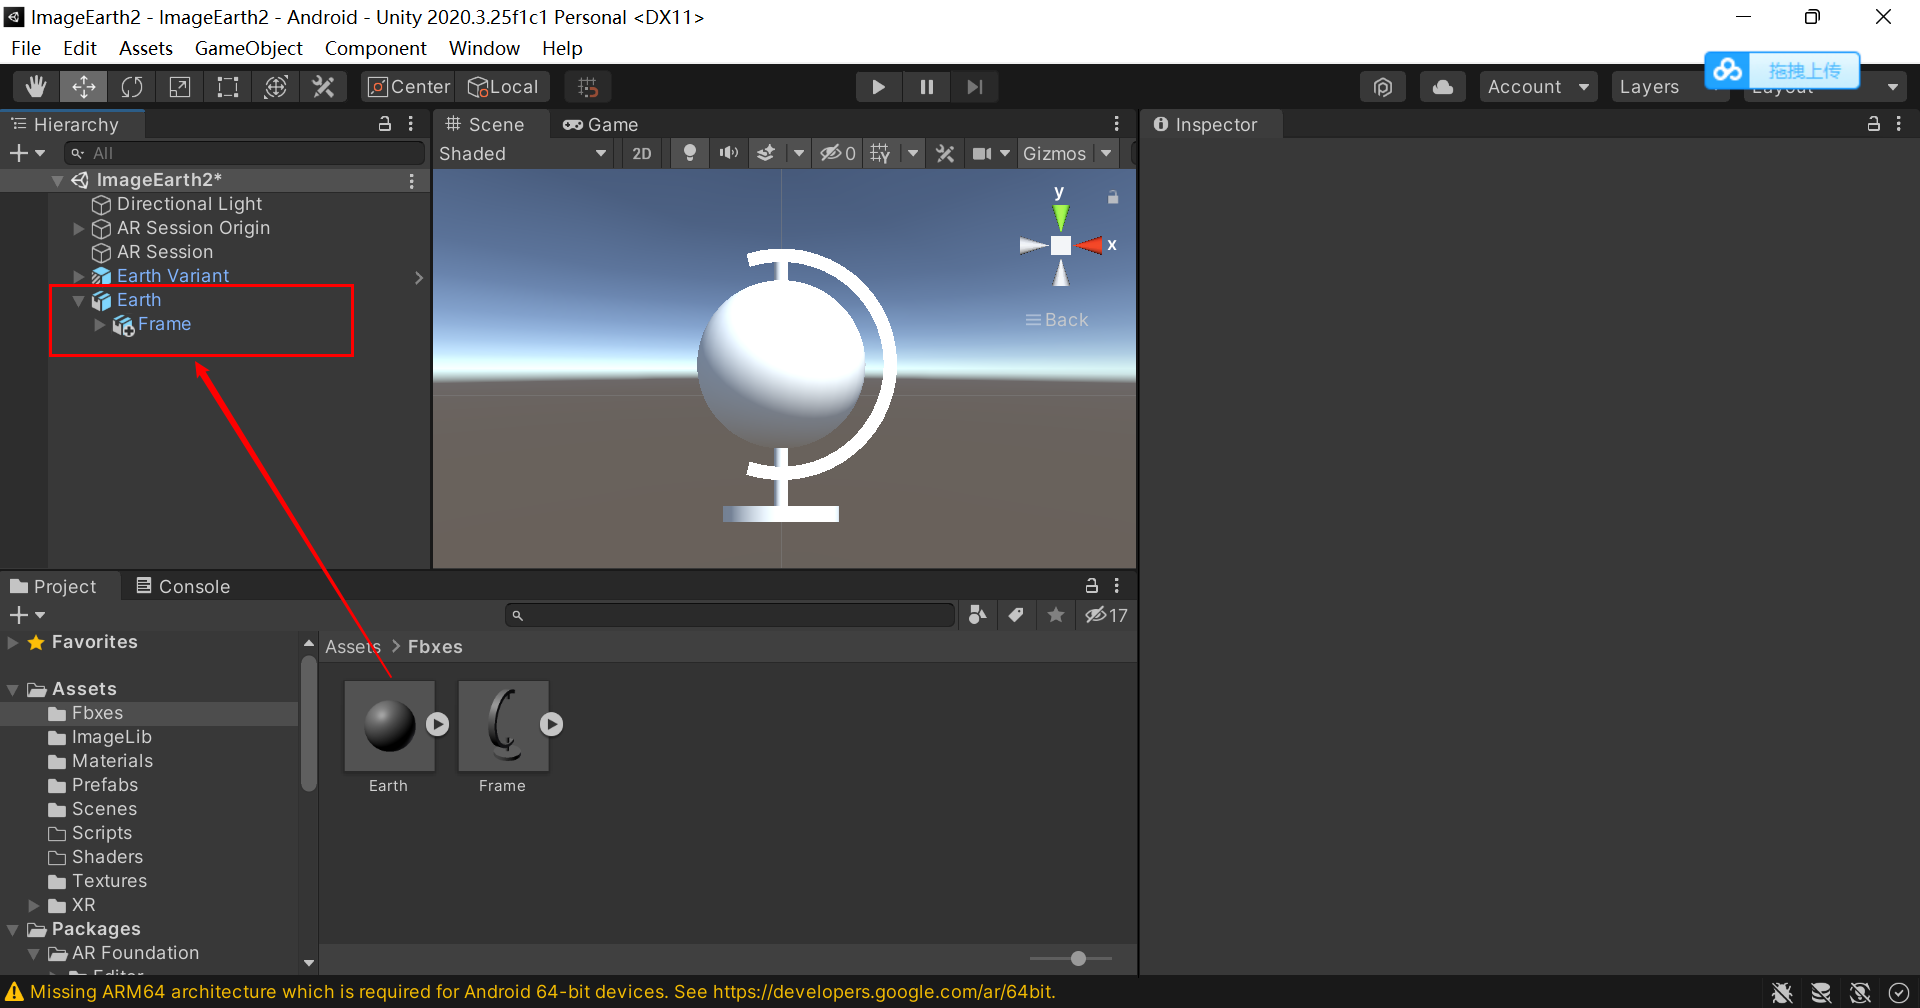 ImageEarth2 - ImageEarth2 - Android - Unity 2020.3.25f1c1 Personal <DX11>
File Edit Assets GameObject Component Window Help
Center Local Account Layers Layout
拖拽上传
Hierarchy
Scene Game
Inspector
All
Shaded 2D 0 Gizmos
ImageEarth2*
Directional Light
AR Session Origin
AR Session
Earth Variant
Earth
Frame
y
x
Back
Project Console
17
Favorites
Assets > Fbxes
Assets
Fbxes
ImageLib
Materials
Prefabs
Scenes
Scripts
Shaders
Textures
XR
Packages
AR Foundation
Editor
Earth
Frame
Missing ARM64 architecture which is required for Android 64-bit devices. See https://developers.google.com/ar/64bit.